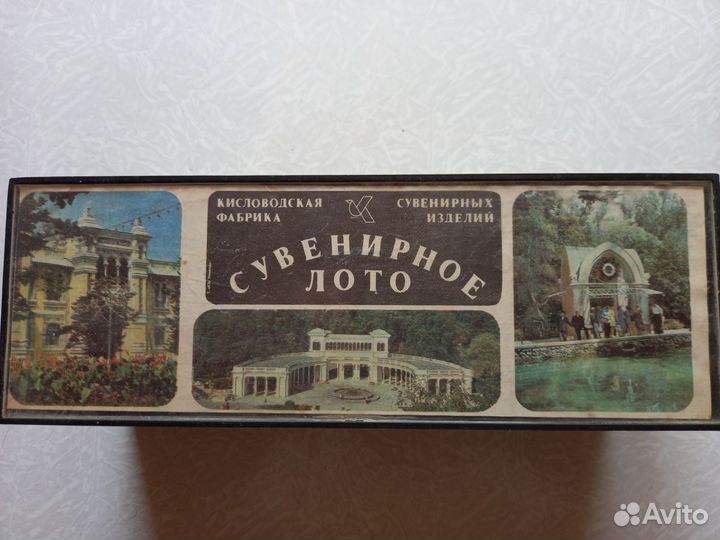 КИСЛОВОДСКАЯ СУВЕНИРНЫХ
ФАБРИКА ИЗДЕЛИЙ
СУВЕНИРНОЕ
ЛОТО
Avito